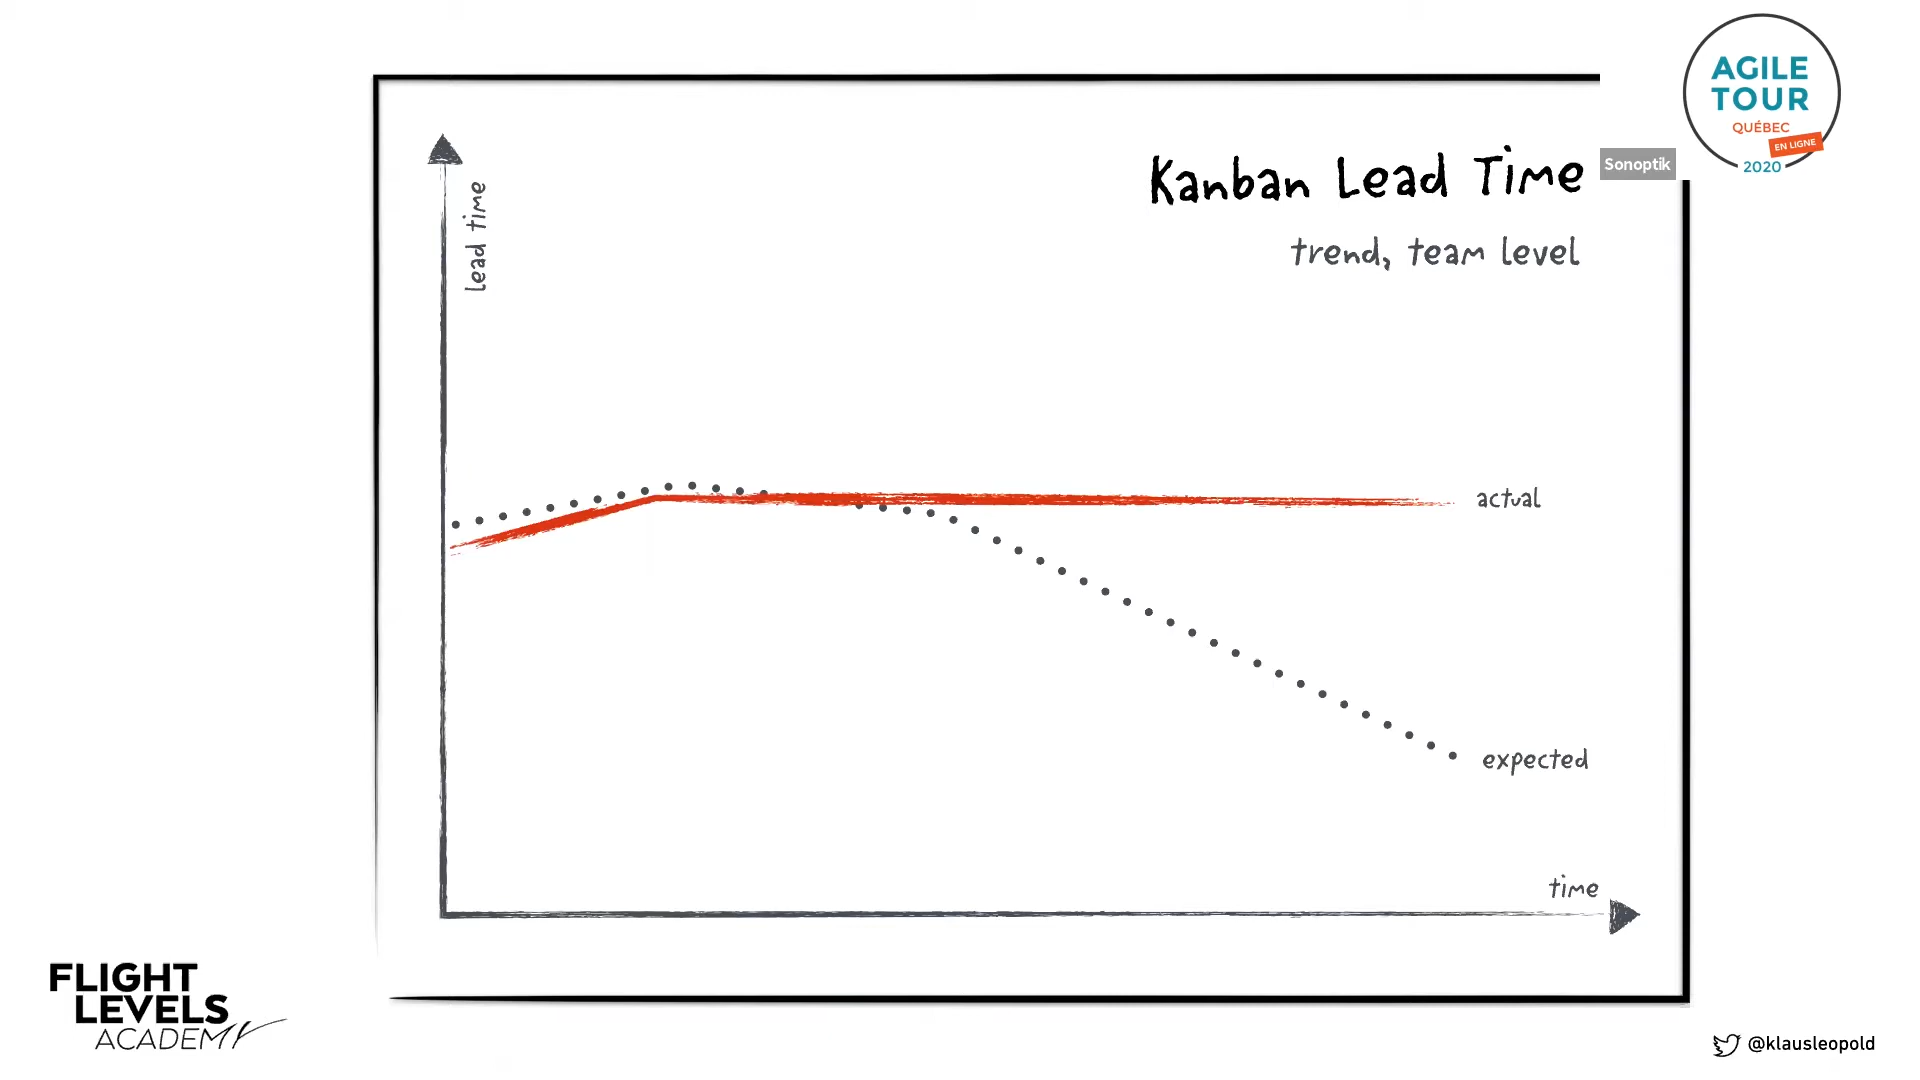 AGILE
TOUR
QUÉBEC
EN LIGNE
2020
Sonoptik
Kanban Lead Time
trend, team level
lead time
actual
expected
time
FLIGHT
LEVELS
ACADEMY
@klausleopold